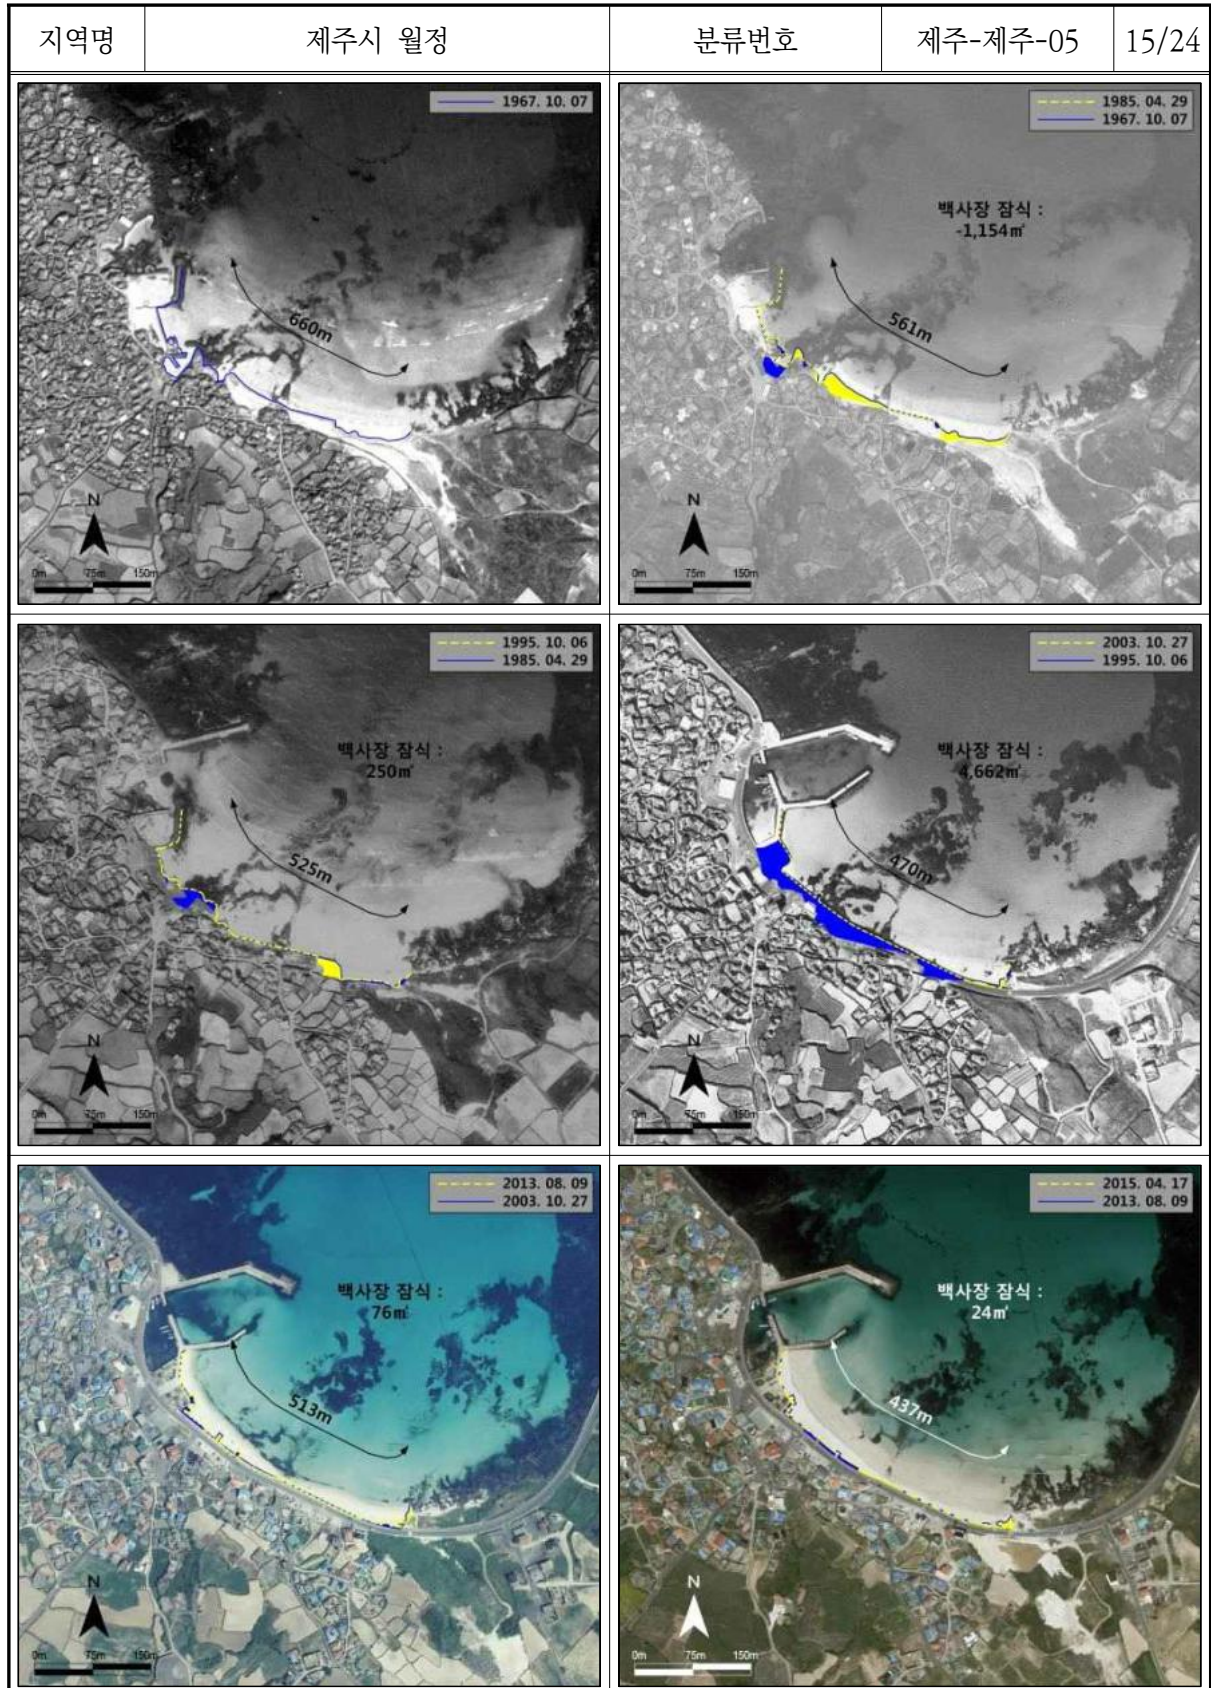 지역명 제주시 월정 분류번호 제주-제주-05 15/24
1967. 10. 07
660m
N
0m 75m 150m
1985. 04. 29
1967. 10. 07
백사장 잠식 :
-1,154㎡
561m
N
0m 75m 150m
1995. 10. 06
1985. 04. 29
백사장 잠식 :
250㎡
525m
N
0m 75m 150m
2003. 10. 27
1995. 10. 06
백사장 잠식 :
4,662㎡
470m
N
0m 75m 150m
2013. 08. 09
2003. 10. 27
백사장 잠식 :
76㎡
513m
N
0m 75m 150m
2015. 04. 17
2013. 08. 09
백사장 잠식 :
24㎡
437m
N
0m 75m 150m